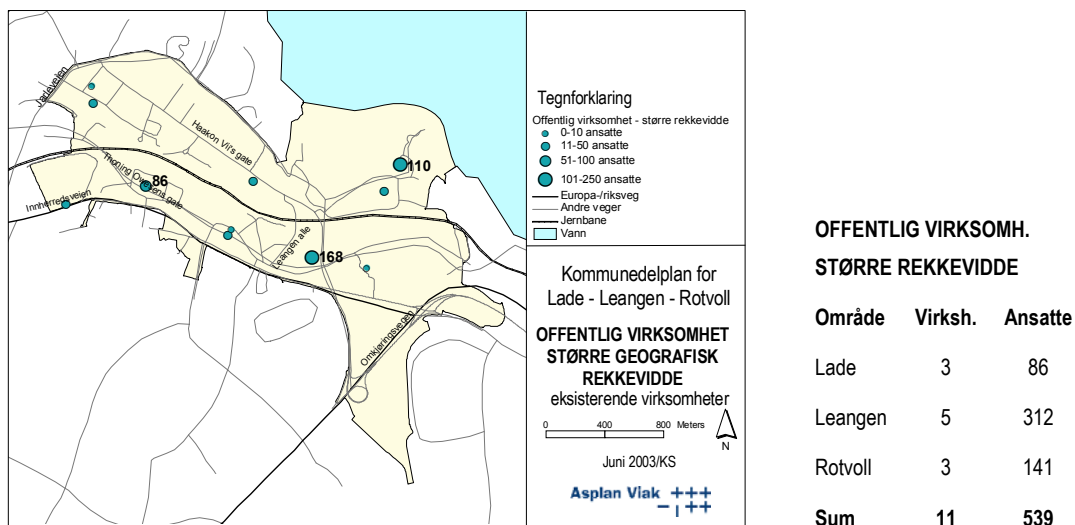 Jarleveien
Haakon VII's gate
Thoning Owesens gate
86
Innherredsveien
Leangen alle
168
110
Omkjøringsvegen
Tegnforklaring
Offentlig virksomhet - større rekkevidde
0-10 ansatte
11-50 ansatte
51-100 ansatte
101-250 ansatte
Europa-/riksveg
Andre veger
Jernbane
Vann
Kommunedelplan for
Lade - Leangen - Rotvoll
OFFENTLIG VIRKSOMHET
STØRRE GEOGRAFISK
REKKEVIDDE
eksisterende virksomheter
0 400 800 Meters
N
Juni 2003/KS
Asplan Viak
OFFENTLIG VIRKSOMH.
STØRRE REKKEVIDDE
Område Virksh. Ansatte
Lade 3 86
Leangen 5 312
Rotvoll 3 141
Sum 11 539